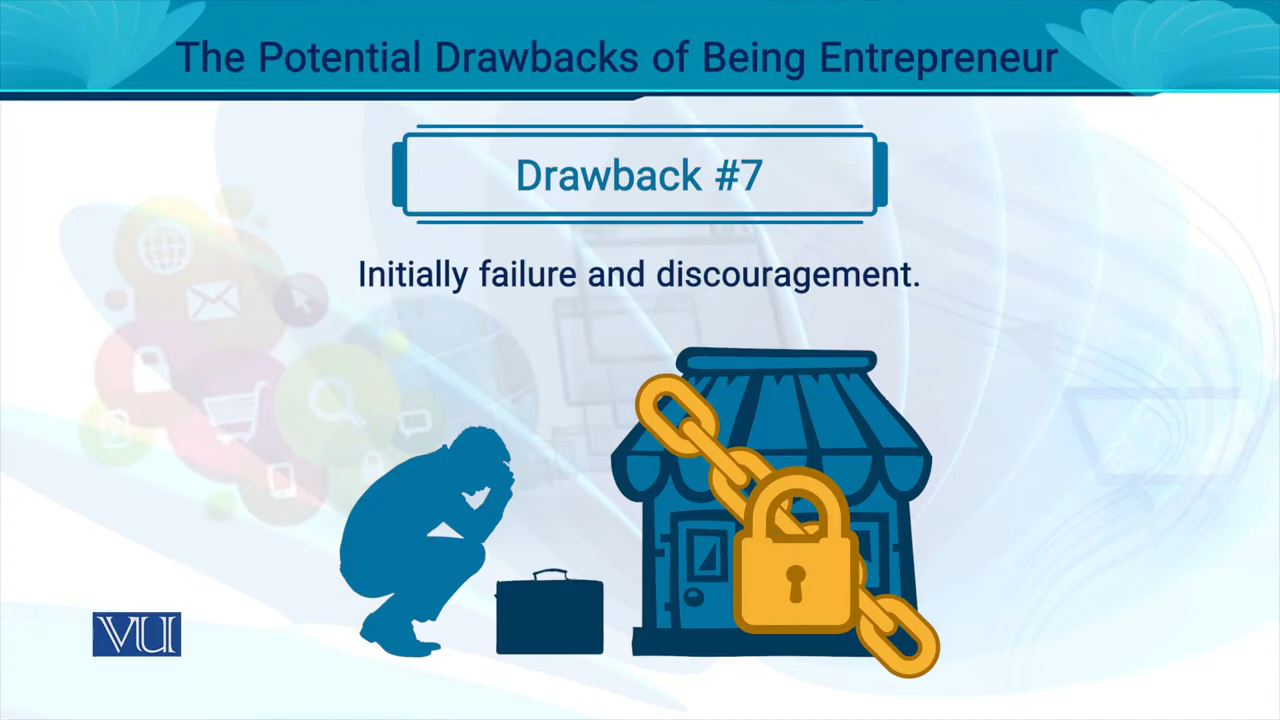 The Potential Drawbacks of Being Entrepreneur
Drawback #7
Initially failure and discouragement.
VU